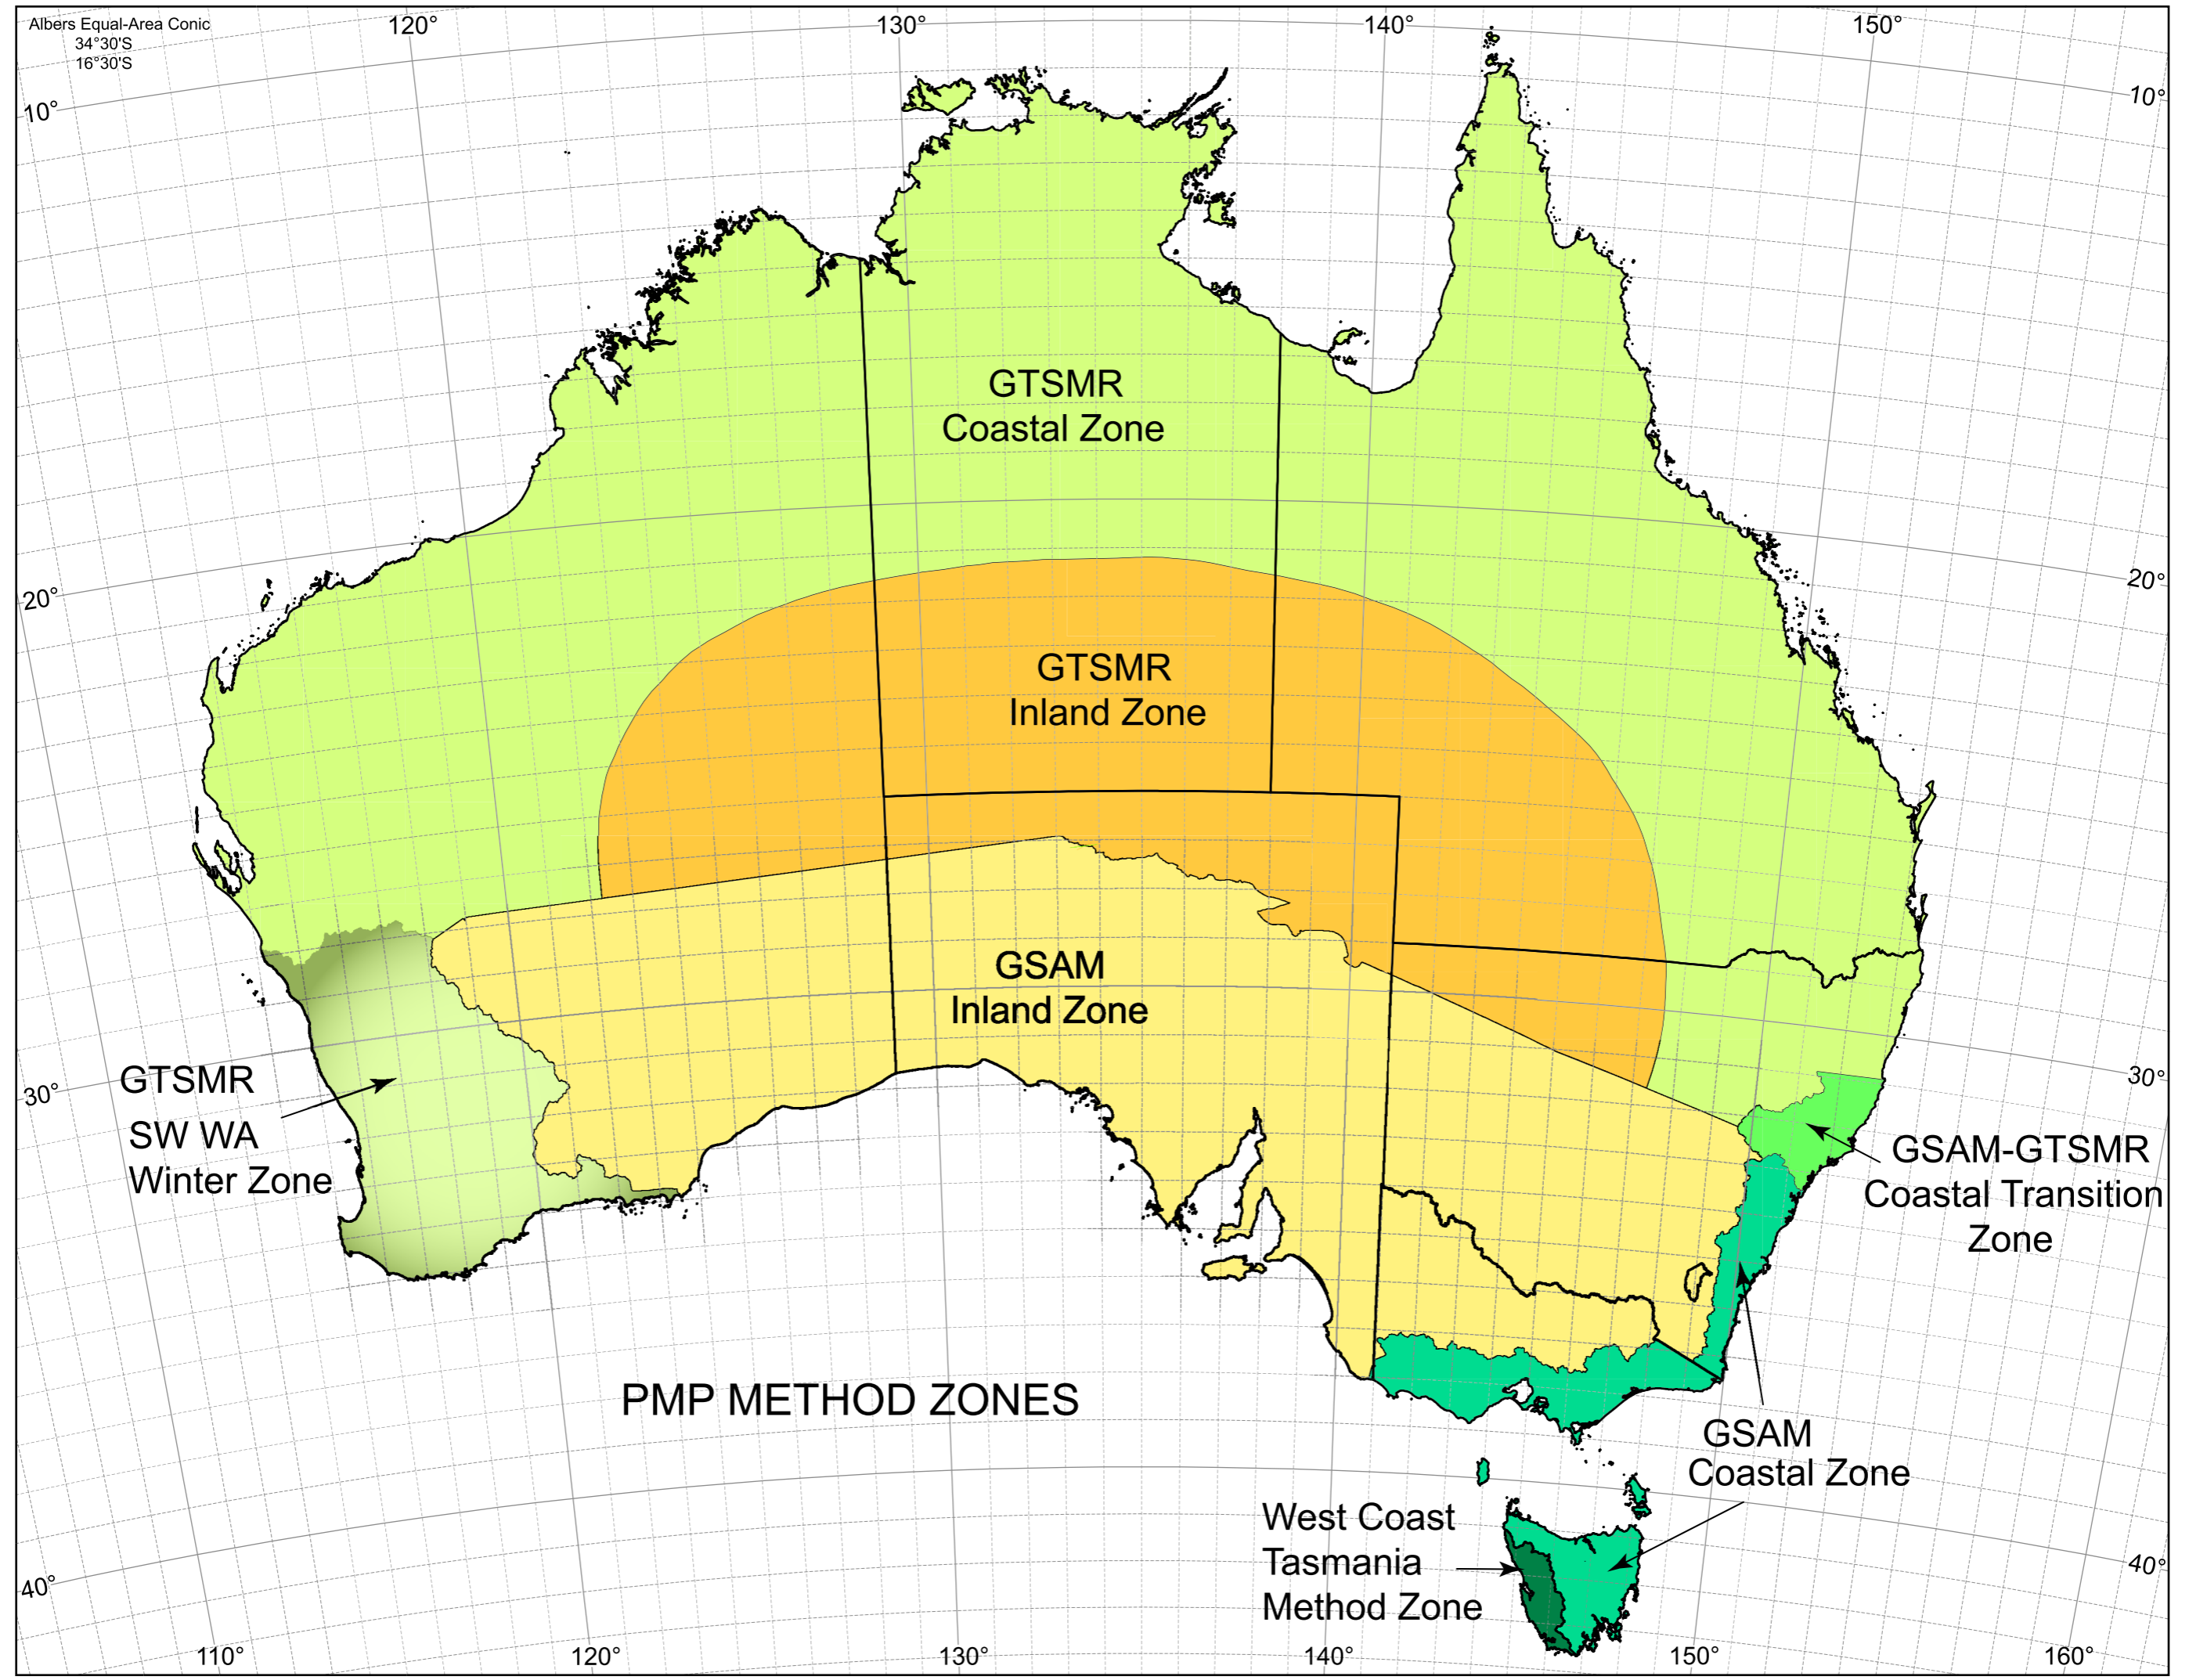 Albers Equal-Area Conic
34°30'S
16°30'S
120°
130°
140°
150°
10°
10°
GTSMR
Coastal Zone
20°
20°
GTSMR
Inland Zone
GSAM
Inland Zone
30°
30°
GTSMR
SW WA
Winter Zone
GSAM-GTSMR
Coastal Transition
Zone
PMP METHOD ZONES
GSAM
Coastal Zone
West Coast
Tasmania
Method Zone
40°
40°
110°
120°
130°
140°
150°
160°